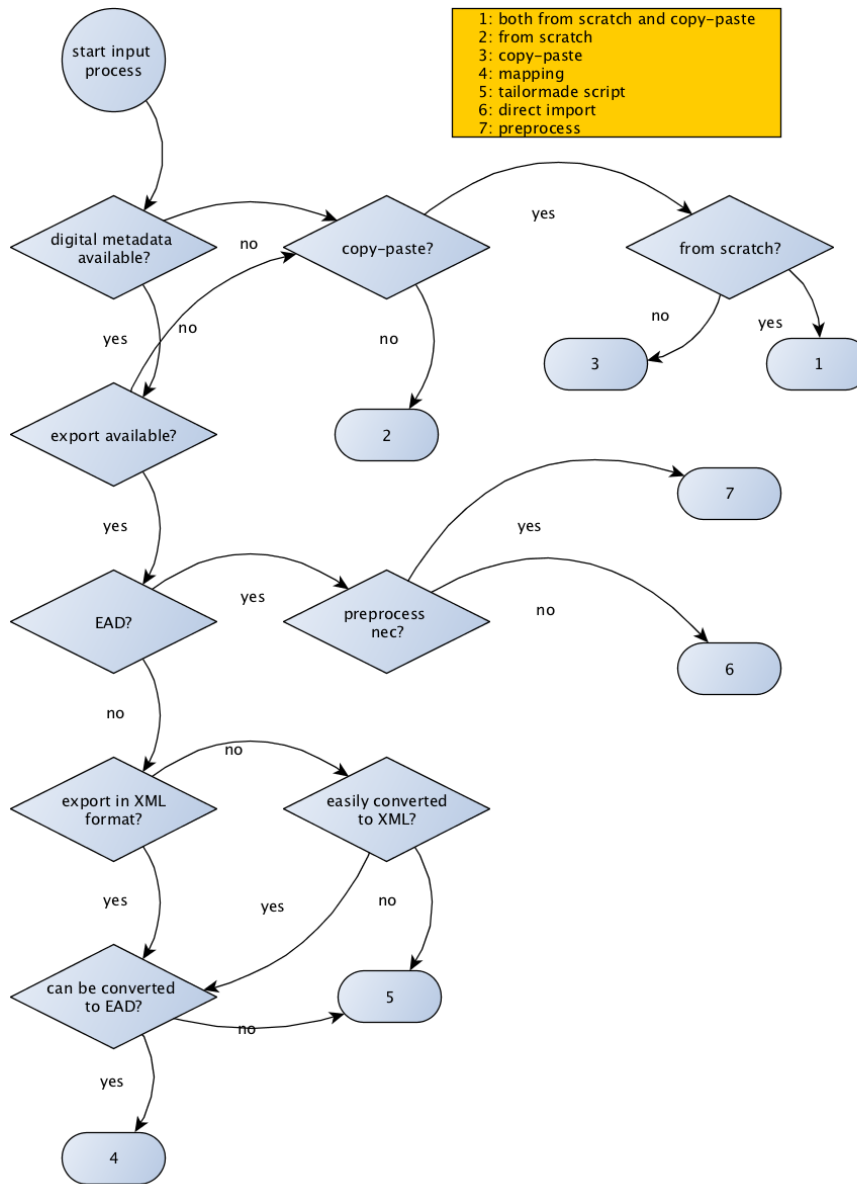 start input
process
1: both from scratch and copy-paste
2: from scratch
3: copy-paste
4: mapping
5: tailormade script
6: direct import
7: preprocess
digital metadata
available?
no
copy-paste?
yes
from scratch?
yes
no
no
no
yes
3
1
export available?
2
yes
7
yes
EAD?
yes
preprocess
nec?
no
6
no
no
export in XML
format?
easily converted
to XML?
yes
yes
no
can be converted
to EAD?
no
5
yes
4